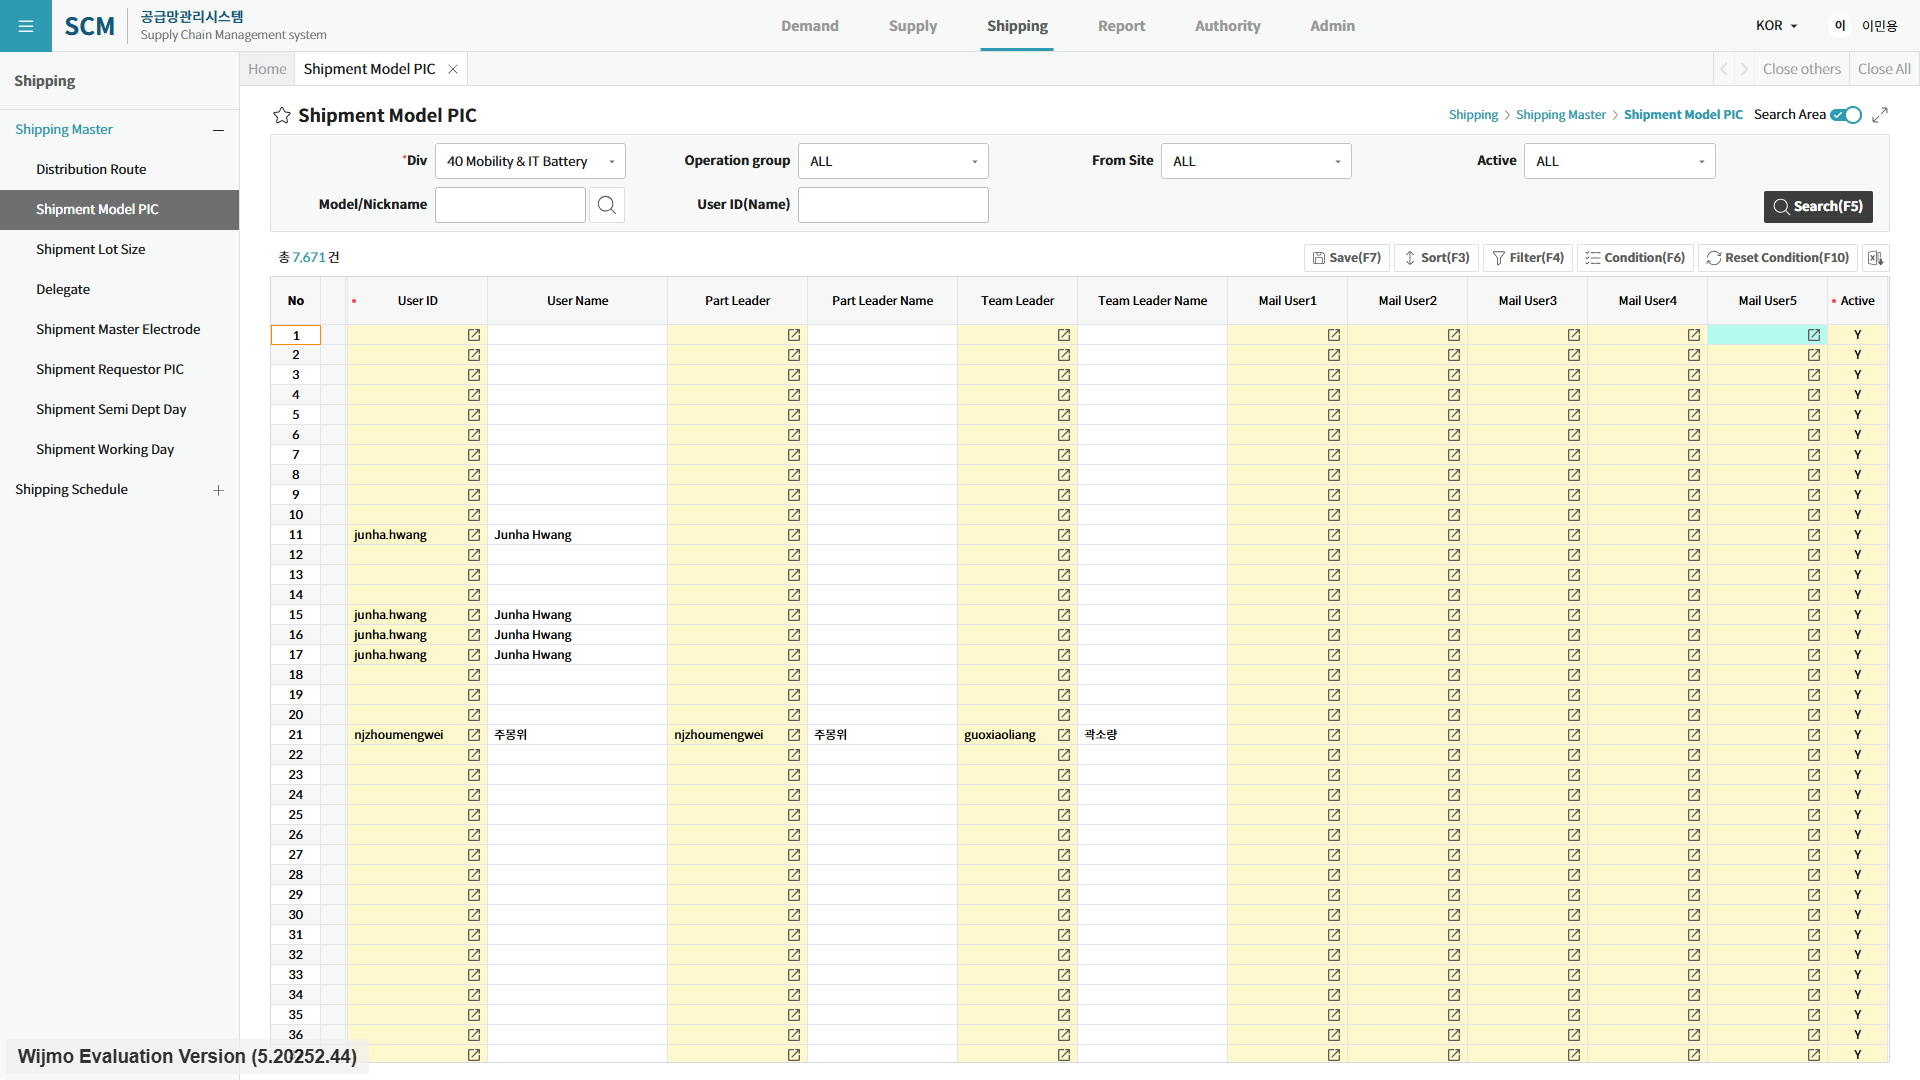 SCM 공급망관리시스템
Supply Chain Management system
Demand Supply Shipping Report Authority Admin
KOR 이 이민용
Shipping
Home Shipment Model PIC Close others Close All
Shipping Master
Distribution Route
Shipment Model PIC
Shipment Lot Size
Delegate
Shipment Master Electrode
Shipment Requestor PIC
Shipment Semi Dept Day
Shipment Working Day
Shipping Schedule
Shipment Model PIC
Shipping > Shipping Master > Shipment Model PIC Search Area
*Div 40 Mobility & IT Battery Operation group ALL From Site ALL Active ALL
Model/Nickname User ID(Name) Search(F5)
총 7,671 건 Save(F7) Sort(F3) Filter(F4) Condition(F6) Reset Condition(F10)
No User ID User Name Part Leader Part Leader Name Team Leader Team Leader Name Mail User1 Mail User2 Mail User3 Mail User4 Mail User5 Active
1 Y
2 Y
3 Y
4 Y
5 Y
6 Y
7 Y
8 Y
9 Y
10 Y
11 junha.hwang Junha Hwang Y
12 Y
13 Y
14 Y
15 junha.hwang Junha Hwang Y
16 junha.hwang Junha Hwang Y
17 junha.hwang Junha Hwang Y
18 Y
19 Y
20 Y
21 njzhoumengwei 주몽위 njzhoumengwei 주몽위 guoxiaoliang 곽소량 Y
22 Y
23 Y
24 Y
25 Y
26 Y
27 Y
28 Y
29 Y
30 Y
31 Y
32 Y
33 Y
34 Y
35 Y
36 Y
Y
Wijmo Evaluation Version (5.20252.44)